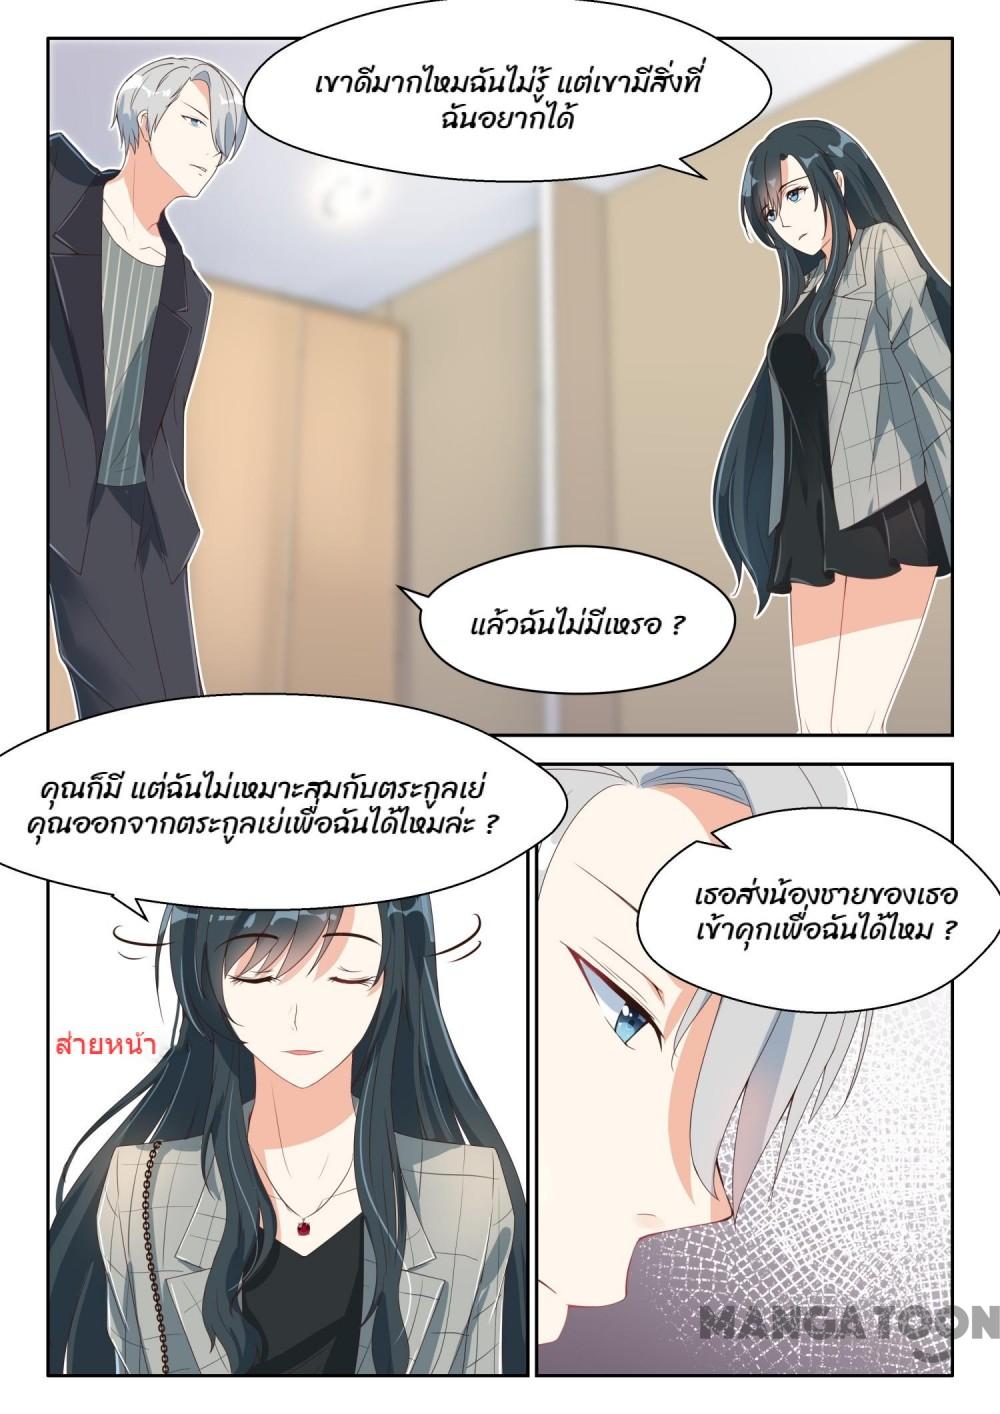 เขาดีมากไหมฉันไม่รู้ แต่เขามีสิ่งที่
ฉันอยากได้
แล้วฉันไม่มีเหรอ ?
คุณก็มี แต่ฉันไม่เหมาะสมกับตระกูลเย่
คุณออกจากตระกูลเย่เพื่อฉันได้ไหมล่ะ ?
เธอส่งน้องชายของเธอ
เข้าคุกเพื่อฉันได้ไหม ?
ส่ายหน้า
MANGATOON